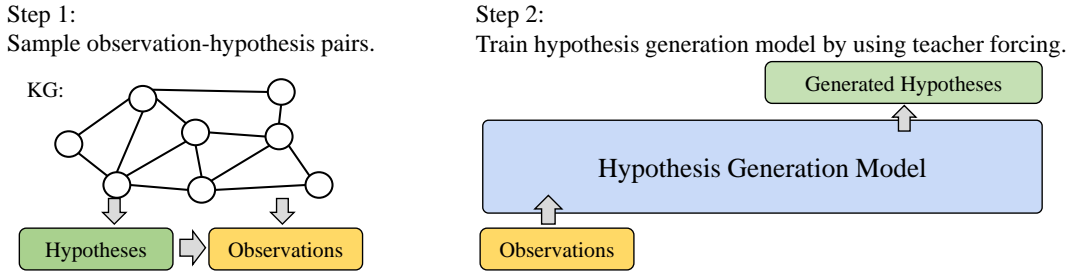 Step 1:
Sample observation-hypothesis pairs.
KG:
Hypotheses
Observations
Step 2:
Train hypothesis generation model by using teacher forcing.
Generated Hypotheses
Hypothesis Generation Model
Observations